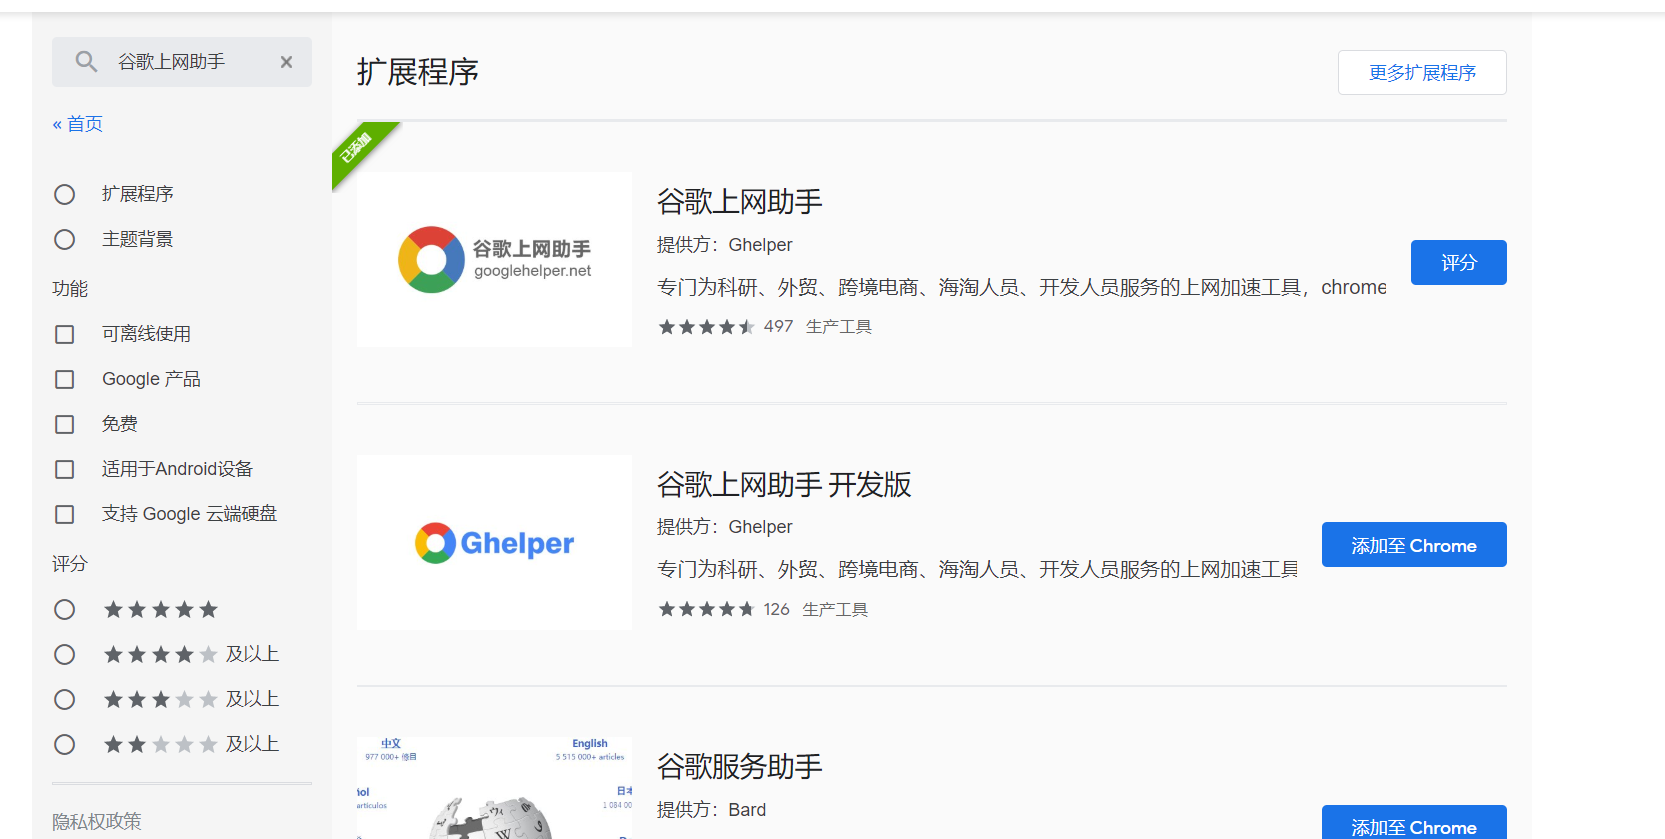 谷歌上网助手
« 首页
扩展程序
主题背景
功能
可离线使用
Google 产品
免费
适用于Android设备
支持 Google 云端硬盘
评分
及以上
及以上
及以上
隐私权政策
扩展程序
更多扩展程序
已添加
谷歌上网助手
googlehelper.net
谷歌上网助手
提供方：Ghelper
专门为科研、外贸、跨境电商、海淘人员、开发人员服务的上网加速工具，chrome
497 生产工具
评分
Ghelper
谷歌上网助手 开发版
提供方：Ghelper
专门为科研、外贸、跨境电商、海淘人员、开发人员服务的上网加速工具
126 生产工具
添加至 Chrome
中文
977 000+ 條目
English
5 515 000+ articles
artículos
日本
1 084 00
W
谷歌服务助手
提供方：Bard
添加至 Chrome